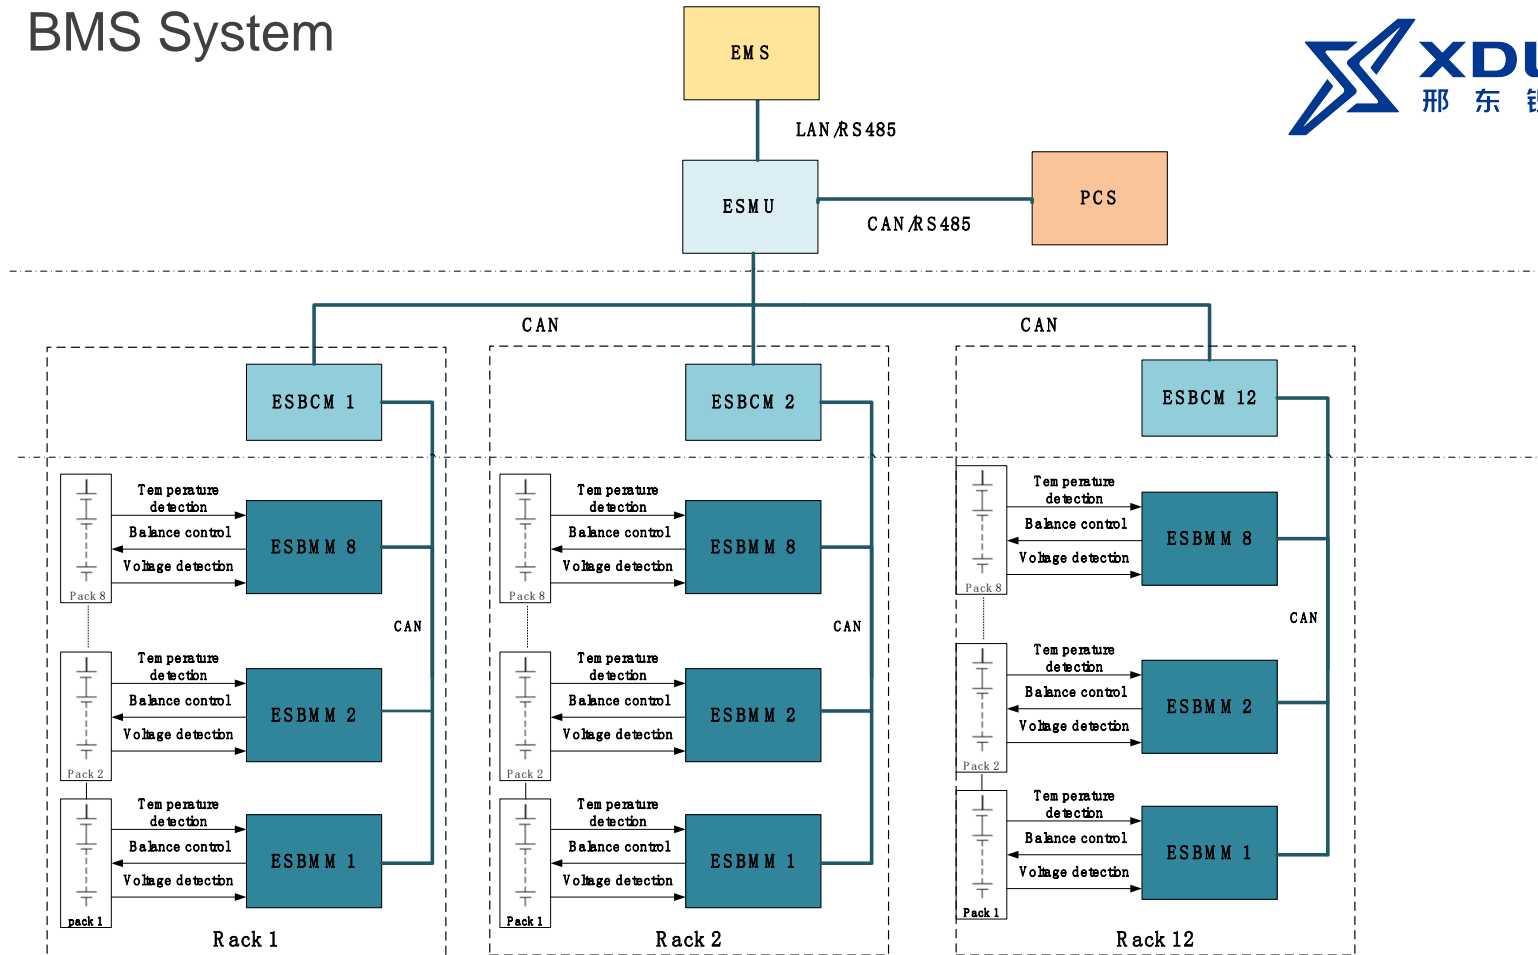 BMS System
EMS
LAN/RS485
ESMU
PCS
CAN/RS485
邢 东
CAN
CAN
ESBCM 1
ESBCM 2
ESBCM 12
Temperature
detection
Balance control
Voltage detection
ESBMM 8
Pack 8
Temperature
detection
Balance control
Voltage detection
ESBMM 8
Pack 8
Temperature
detection
Balance control
Voltage detection
ESBMM 8
Pack 8
CAN
CAN
CAN
Temperature
detection
Balance control
Voltage detection
ESBMM 2
Pack 2
Temperature
detection
Balance control
Voltage detection
ESBMM 2
Pack 2
Temperature
detection
Balance control
Voltage detection
ESBMM 2
Pack 2
Temperature
detection
Balance control
Voltage detection
ESBMM 1
pack 1
Temperature
detection
Balance control
Voltage detection
ESBMM 1
Pack 1
Temperature
detection
Balance control
Voltage detection
ESBMM 1
Pack 1
Rack 1
Rack 2
Rack 12